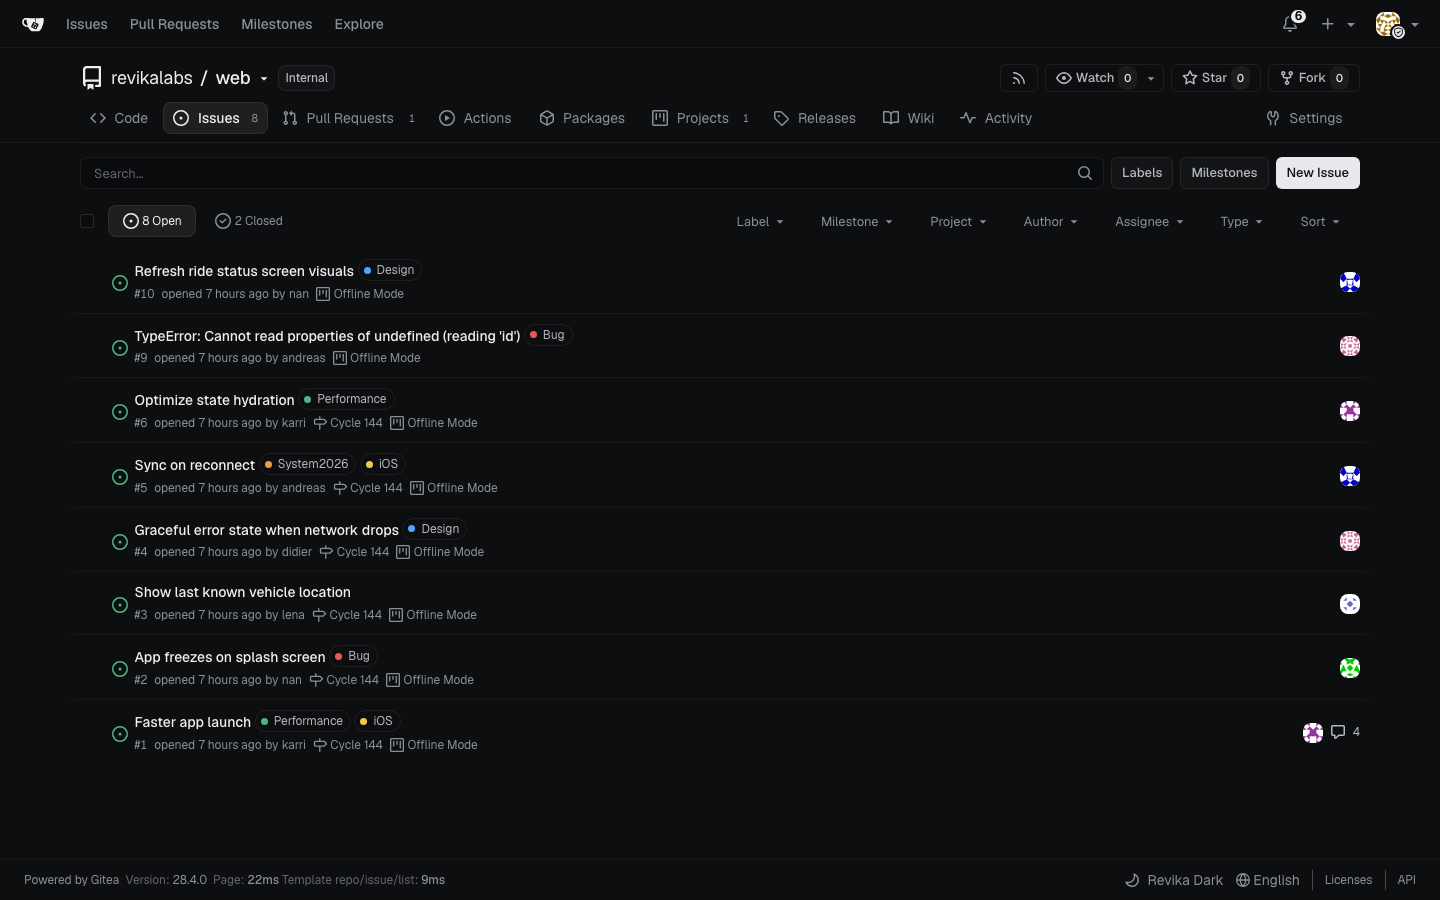 Issues Pull Requests Milestones Explore 6
revikalabs / web Internal Watch 0 Star 0 Fork 0
Code Issues 8 Pull Requests 1 Actions Packages Projects 1 Releases Wiki Activity Settings
Search... Labels Milestones New Issue
8 Open 2 Closed Label Milestone Project Author Assignee Type Sort
Refresh ride status screen visuals Design
#10 opened 7 hours ago by nan Offline Mode
TypeError: Cannot read properties of undefined (reading 'id') Bug
#9 opened 7 hours ago by andreas Offline Mode
Optimize state hydration Performance
#6 opened 7 hours ago by karri Cycle 144 Offline Mode
Sync on reconnect System2026 iOS
#5 opened 7 hours ago by andreas Cycle 144 Offline Mode
Graceful error state when network drops Design
#4 opened 7 hours ago by didier Cycle 144 Offline Mode
Show last known vehicle location
#3 opened 7 hours ago by lena Cycle 144 Offline Mode
App freezes on splash screen Bug
#2 opened 7 hours ago by nan Cycle 144 Offline Mode
Faster app launch Performance iOS 4
#1 opened 7 hours ago by karri Cycle 144 Offline Mode
Powered by Gitea Version: 28.4.0 Page: 22ms Template repo/issue/list: 9ms Revika Dark English Licenses API